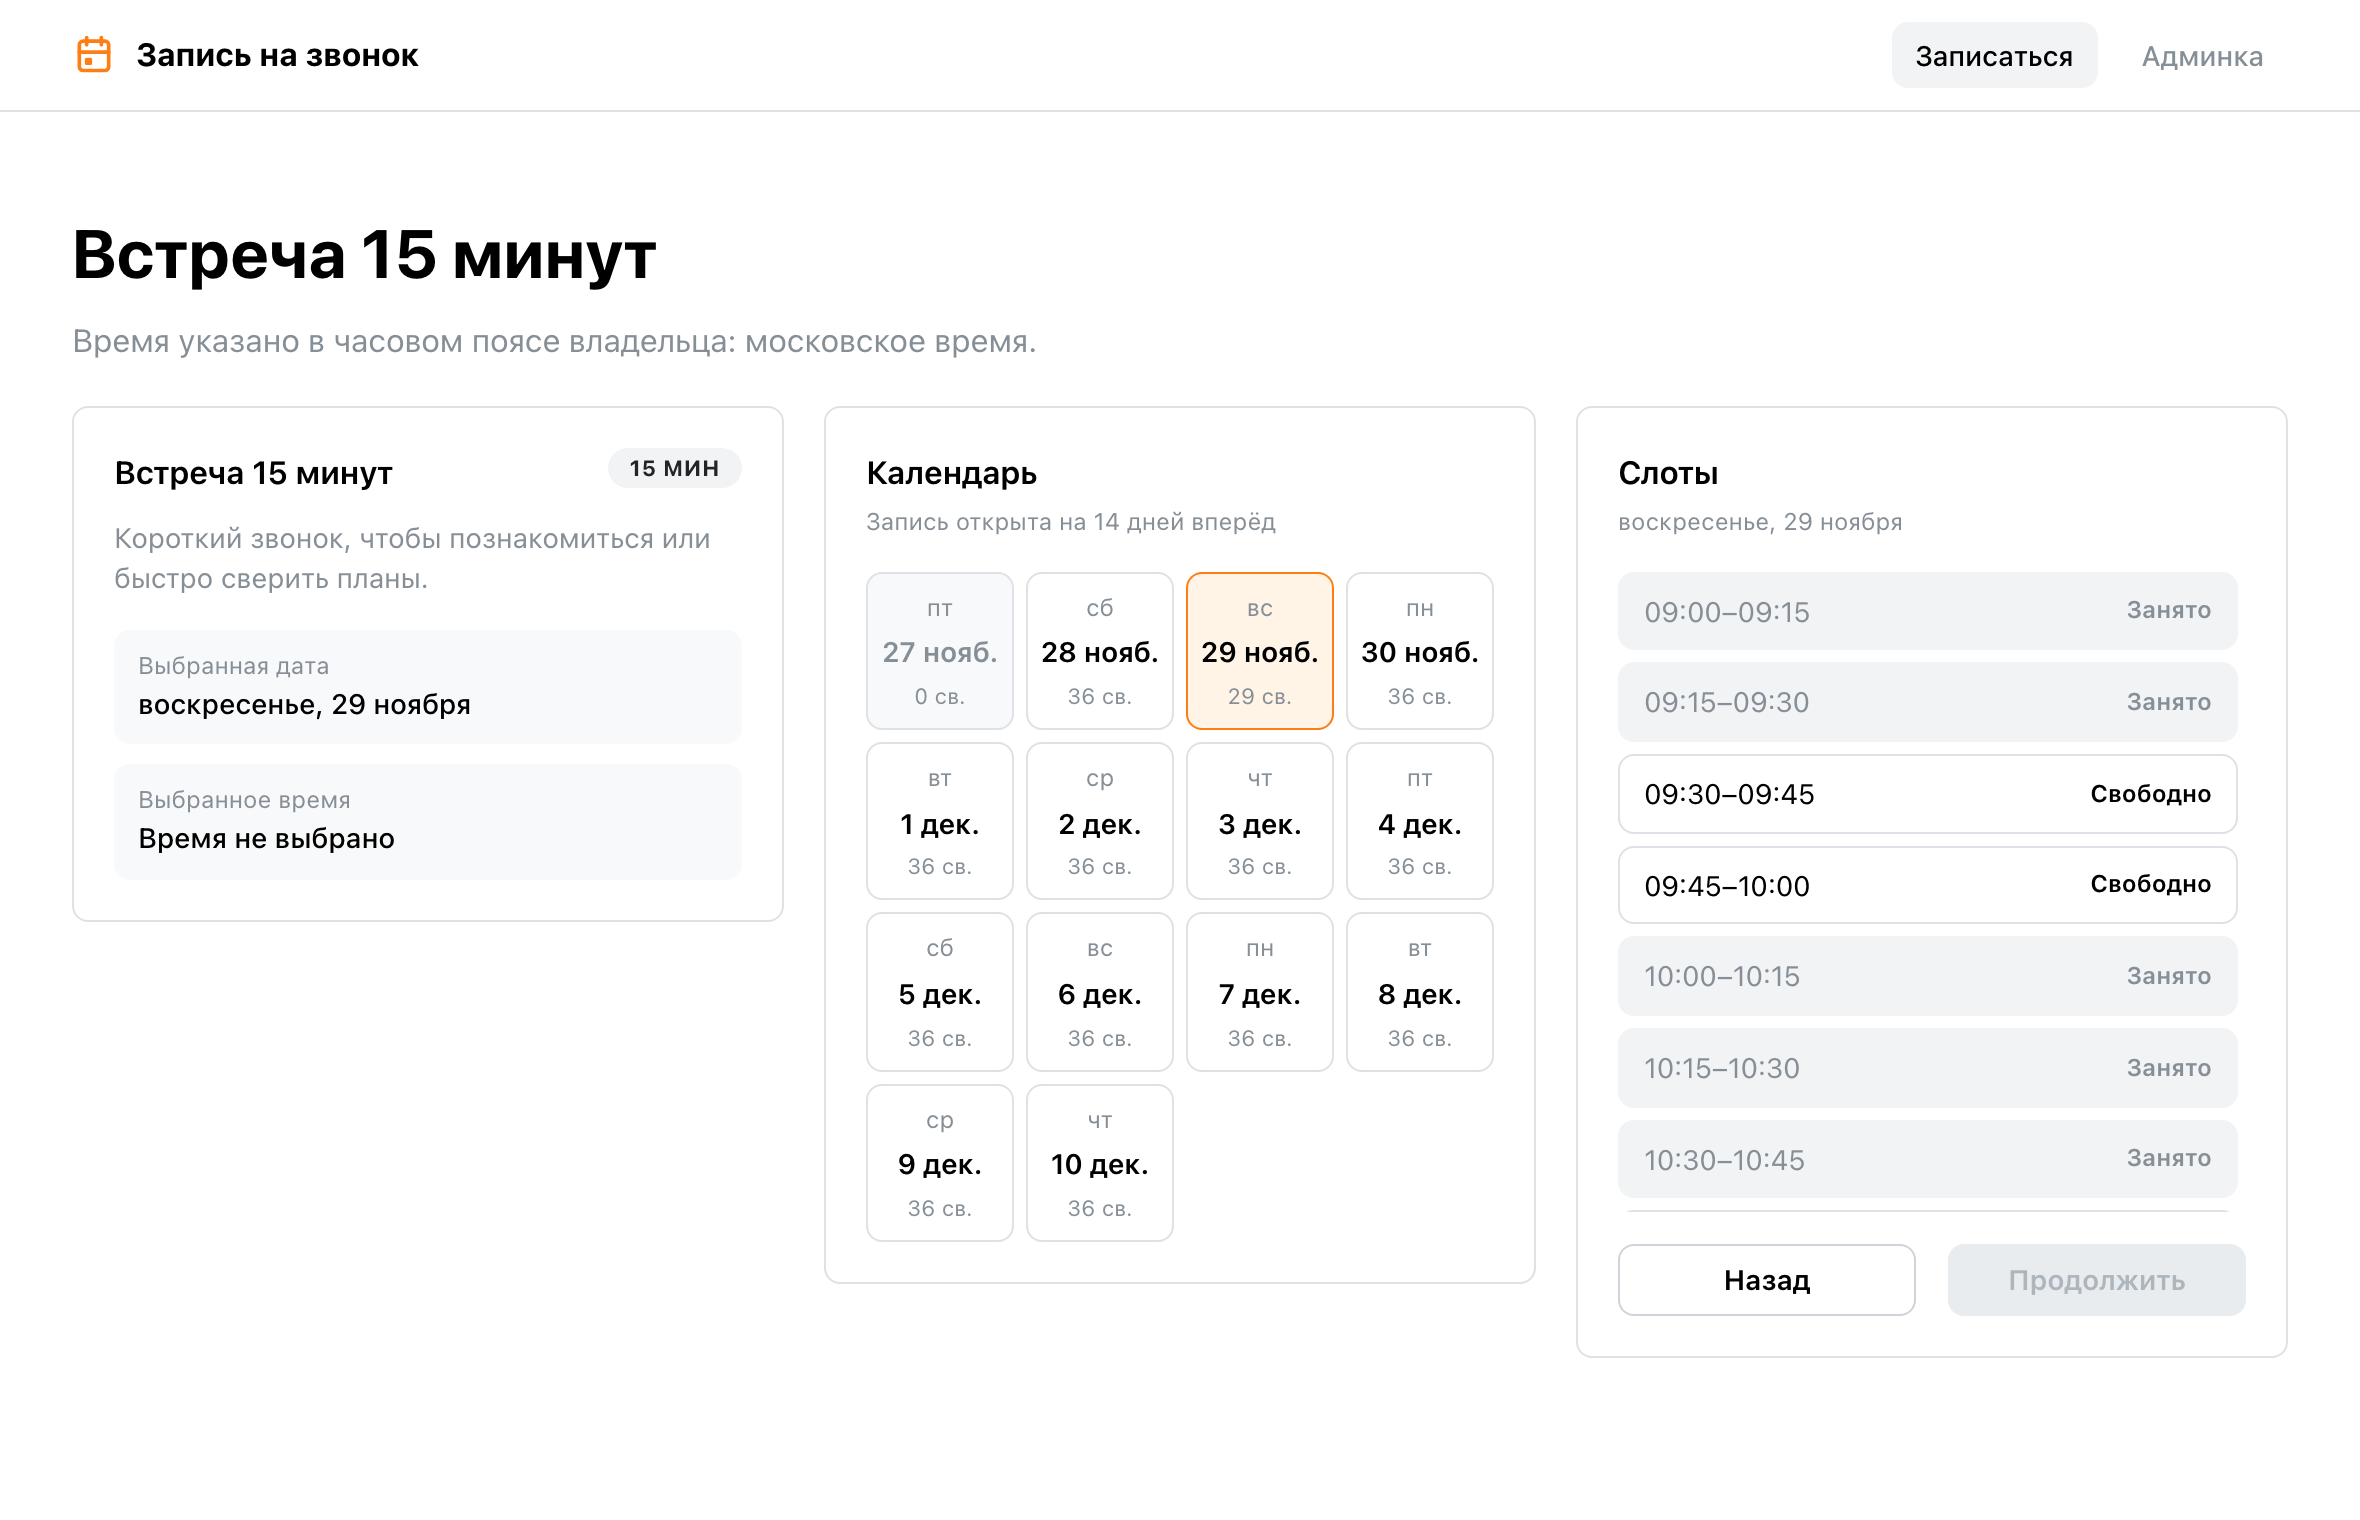 Запись на звонок
Записаться
Админка
Встреча 15 минут
Время указано в часовом поясе владельца: московское время.
Встреча 15 минут
15 МИН
Короткий звонок, чтобы познакомиться или
быстро сверить планы.
Выбранная дата
воскресенье, 29 ноября
Выбранное время
Время не выбрано
Календарь
Запись открыта на 14 дней вперёд
пт
27 нояб.
0 св.
сб
28 нояб.
36 св.
вс
29 нояб.
29 св.
пн
30 нояб.
36 св.
вт
1 дек.
36 св.
ср
2 дек.
36 св.
чт
3 дек.
36 св.
пт
4 дек.
36 св.
сб
5 дек.
36 св.
вс
6 дек.
36 св.
пн
7 дек.
36 св.
вт
8 дек.
36 св.
ср
9 дек.
36 св.
чт
10 дек.
36 св.
Слоты
воскресенье, 29 ноября
09:00–09:15 Занято
09:15–09:30 Занято
09:30–09:45 Свободно
09:45–10:00 Свободно
10:00–10:15 Занято
10:15–10:30 Занято
10:30–10:45 Занято
Назад
Продолжить